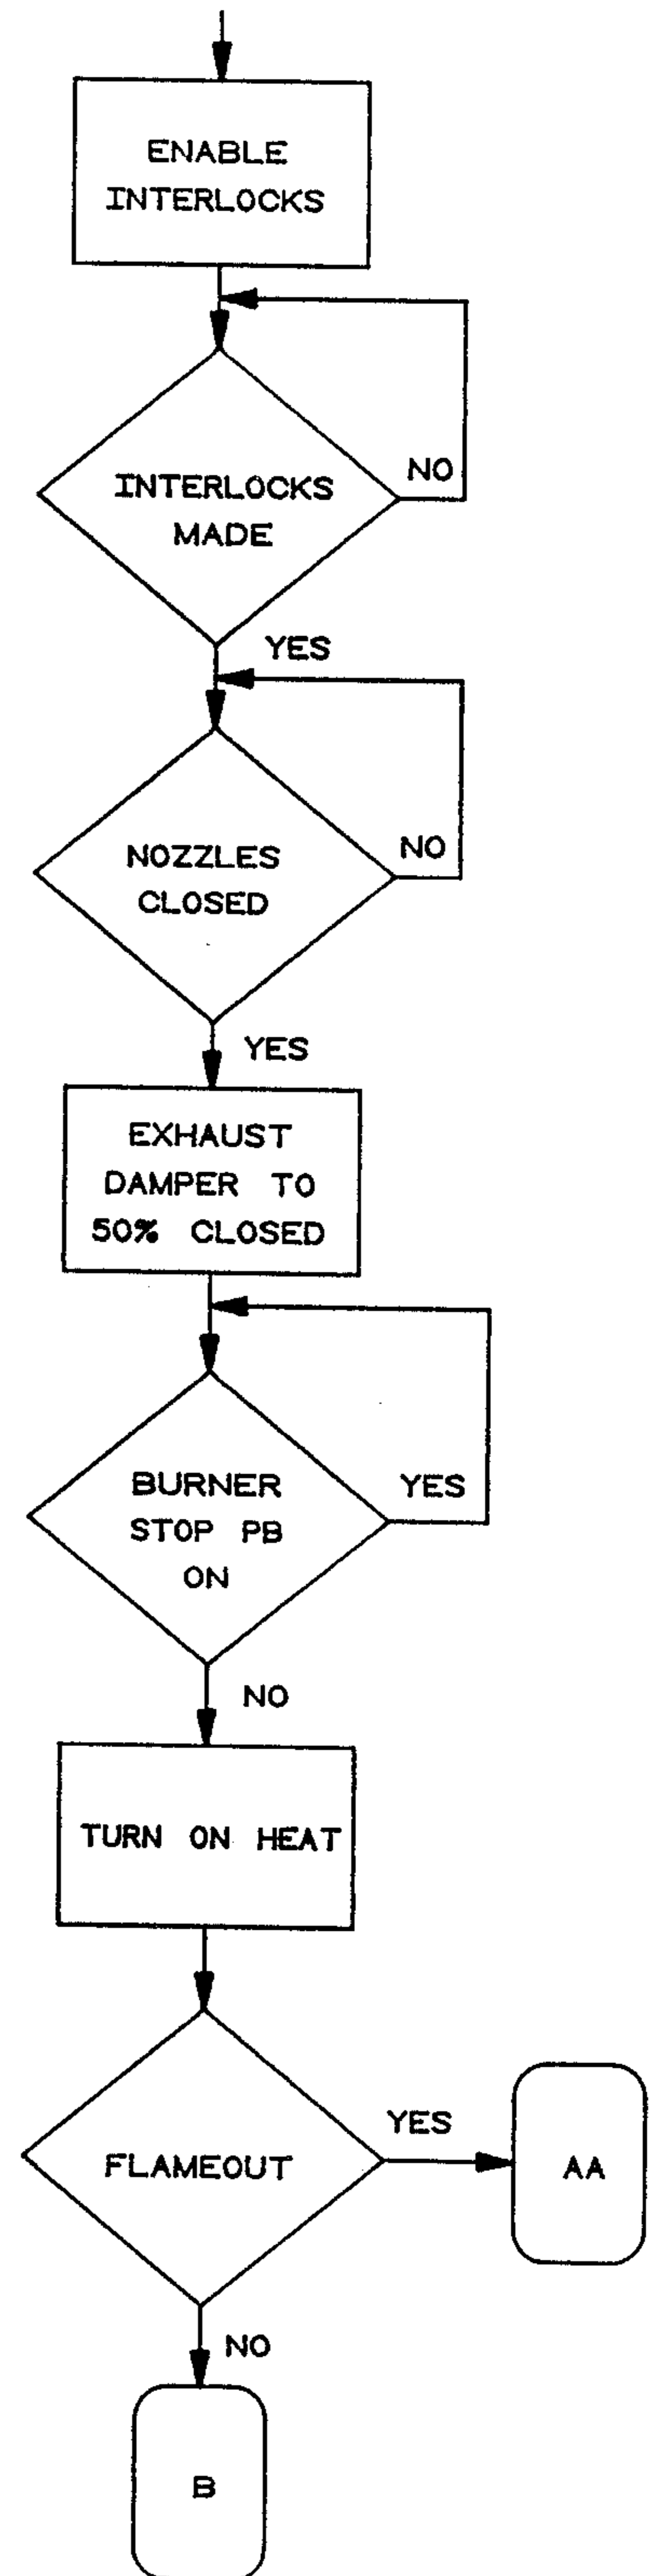 ENABLE
INTERLOCKS
NO
INTERLOCKS
MADE
YES
NO
NOZZLES
CLOSED
YES
EXHAUST
DAMPER TO
50% CLOSED
BURNER
YES
STOP PB
ON
NO
TURN ON HEAT
YES
FLAMEOUT
AA
NO
B